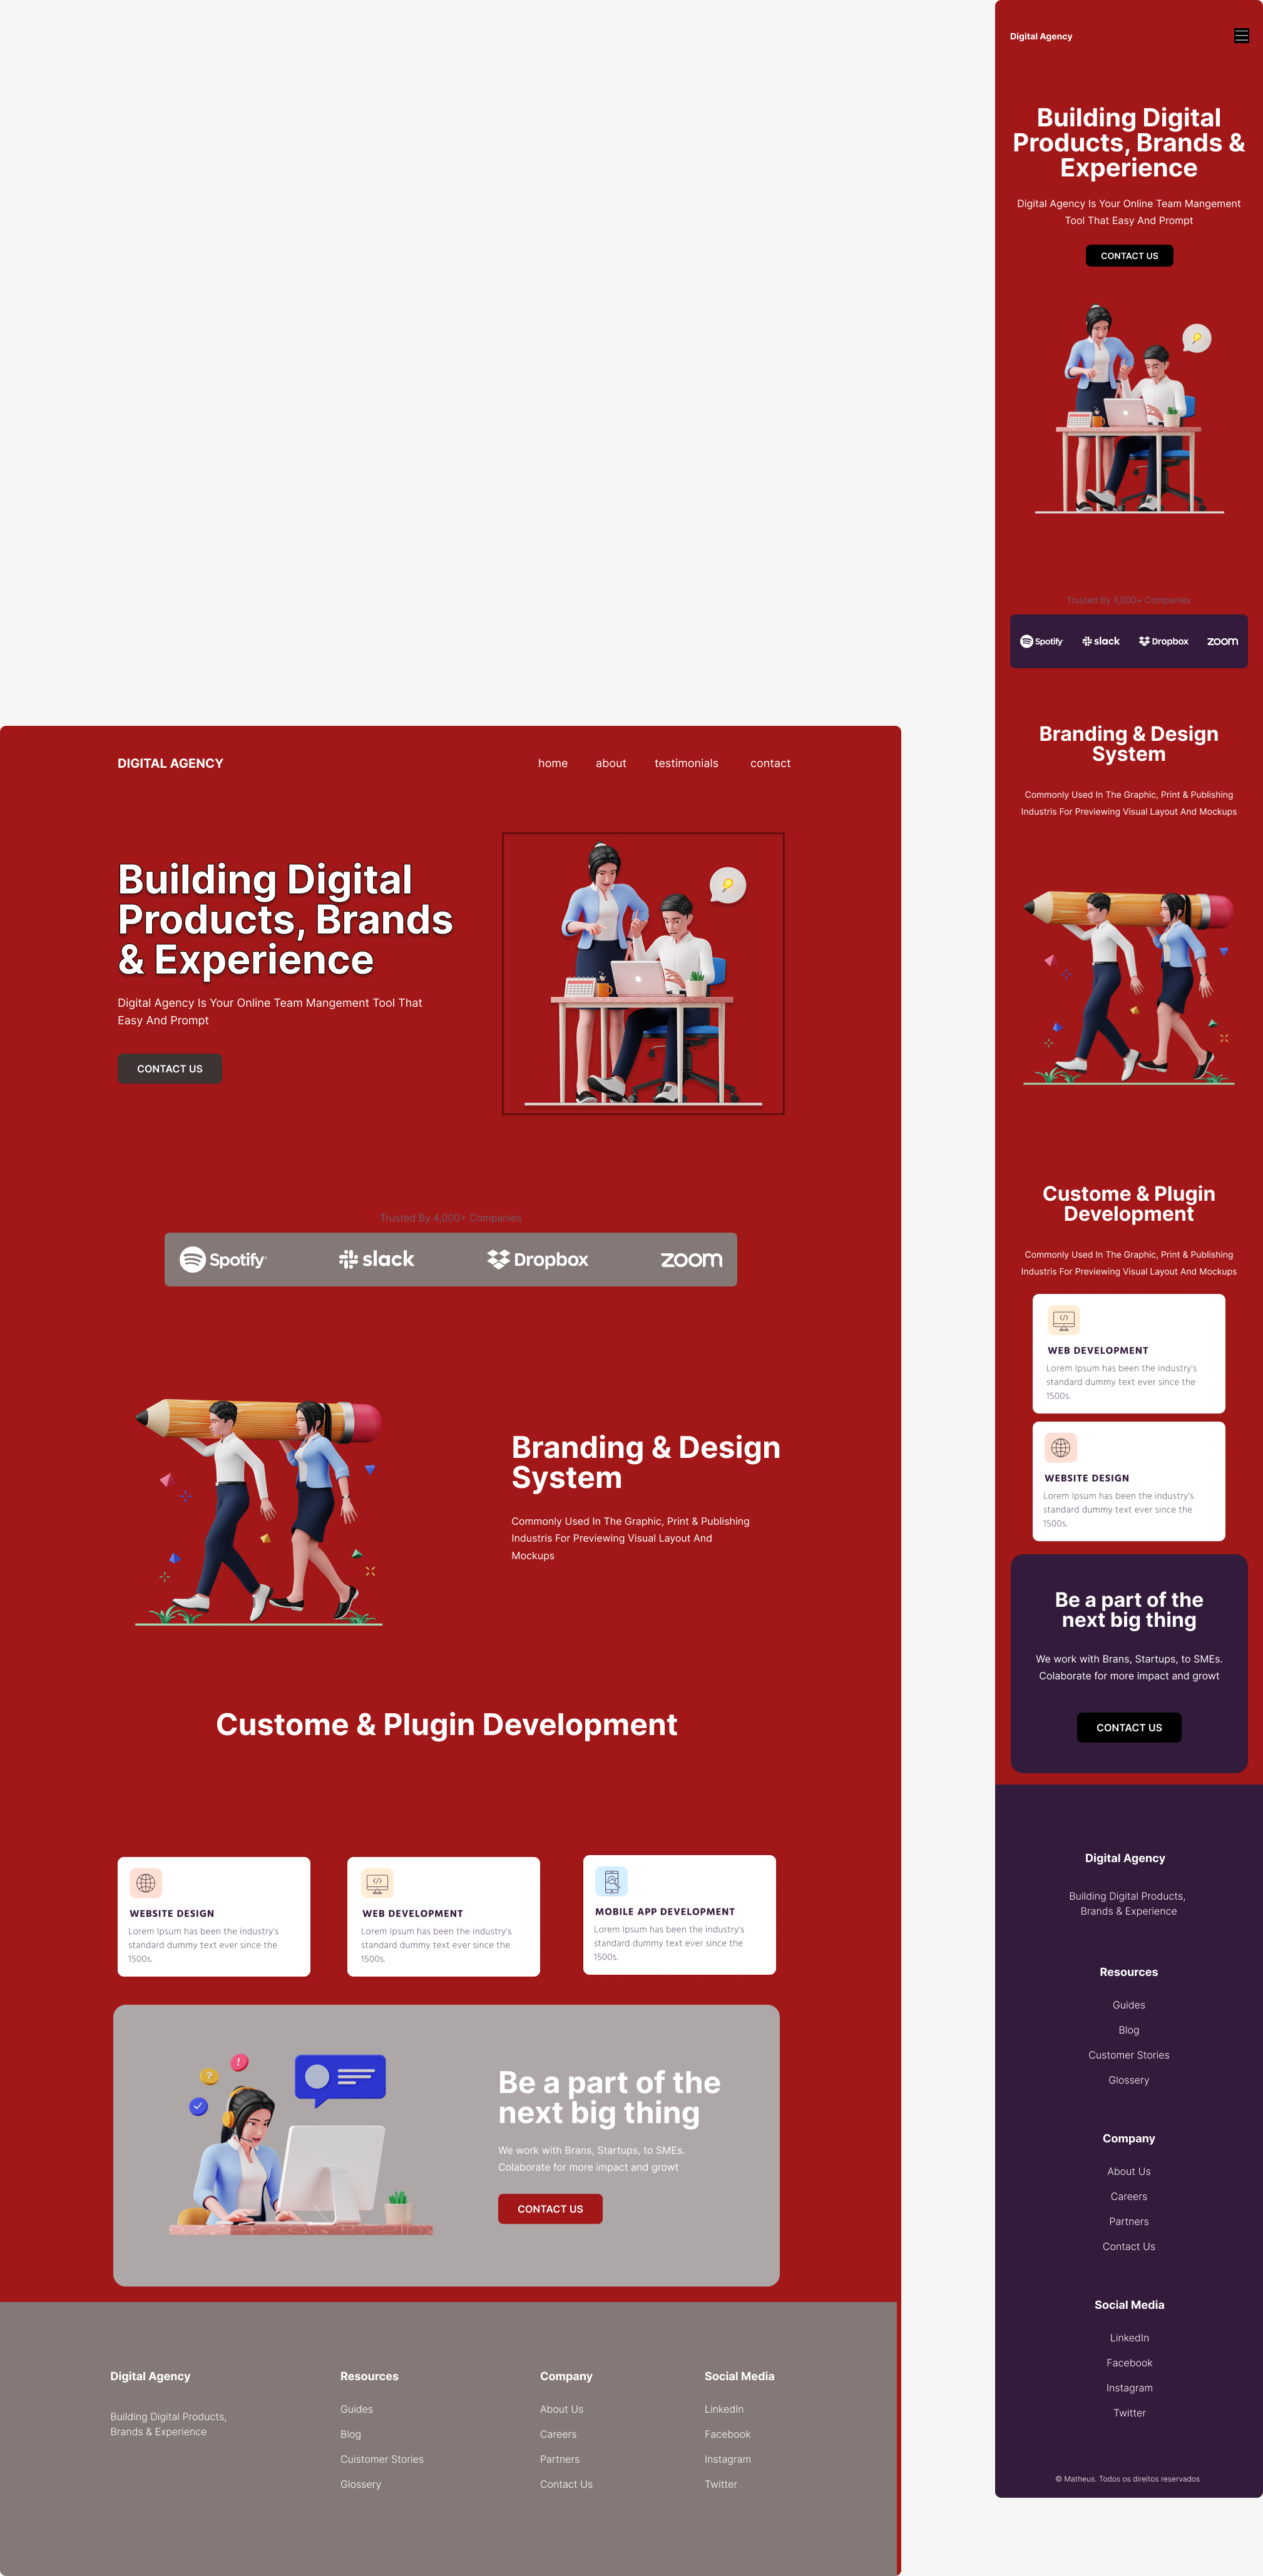 Digital Agency
Building Digital
Products, Brands &
Experience
Digital Agency Is Your Online Team Mangement
Tool That Easy And Prompt
CONTACT US
Trusted By 4,000+ Companies
Spotify
slack
Dropbox
zoom
Branding & Design
System
Commonly Used In The Graphic, Print & Publishing
Industris For Previewing Visual Layout And Mockups
Custome & Plugin
Development
Commonly Used In The Graphic, Print & Publishing
Industris For Previewing Visual Layout And Mockups
WEB DEVELOPMENT
Lorem Ipsum has been the industry's
standard dummy text ever since the
1500s.
WEBSITE DESIGN
Lorem Ipsum has been the industry's
standard dummy text ever since the
1500s.
Be a part of the
next big thing
We work with Brans, Startups, to SMEs.
Colaborate for more impact and growt
CONTACT US
Digital Agency
Building Digital Products,
Brands & Experience
Resources
Guides
Blog
Customer Stories
Glossery
Company
About Us
Careers
Partners
Contact Us
Social Media
LinkedIn
Facebook
Instagram
Twitter
© Matheus. Todos os direitos reservados
DIGITAL AGENCY
home
about
testimonials
contact
Building Digital
Products, Brands
& Experience
Digital Agency Is Your Online Team Mangement Tool That
Easy And Prompt
CONTACT US
Trusted By 4,000+ Companies
Spotify
slack
Dropbox
zoom
Branding & Design
System
Commonly Used In The Graphic, Print & Publishing
Industris For Previewing Visual Layout And
Mockups
Custome & Plugin Development
WEBSITE DESIGN
Lorem Ipsum has been the industry's
standard dummy text ever since the
1500s.
WEB DEVELOPMENT
Lorem Ipsum has been the industry's
standard dummy text ever since the
1500s.
MOBILE APP DEVELOPMENT
Lorem Ipsum has been the industry's
standard dummy text ever since the
1500s.
Be a part of the
next big thing
We work with Brans, Startups, to SMEs.
Colaborate for more impact and growt
CONTACT US
Digital Agency
Building Digital Products,
Brands & Experience
Resources
Guides
Blog
Cuistomer Stories
Glossery
Company
About Us
Careers
Partners
Contact Us
Social Media
LinkedIn
Facebook
Instagram
Twitter